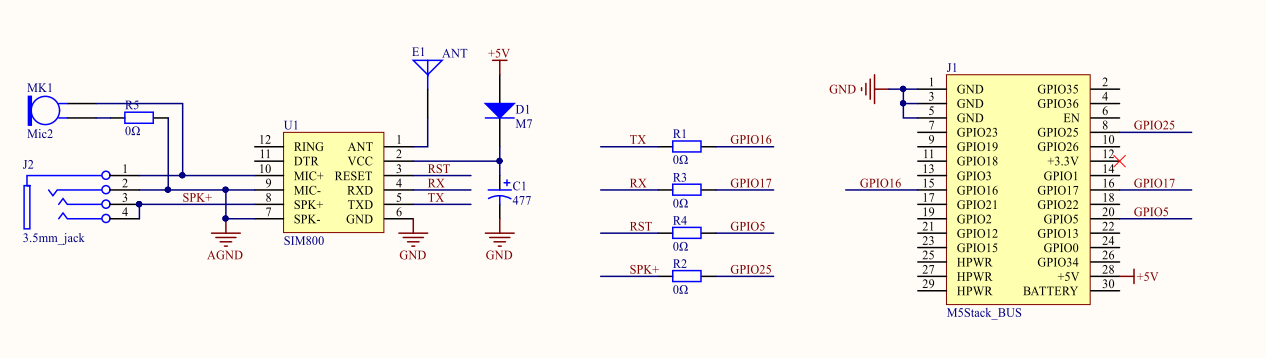 MK1
Mic2
R5
0Ω
J2
1
2
3
4
3.5mm_jack
SPK+
AGND
U1
12 RING ANT 1
11 DTR VCC 2
10 MIC+ RESET 3 RST
9 MIC- RXD 4 RX
8 SPK+ TXD 5 TX
7 SPK- GND 6
SIM800
GND
E1 ANT
+5V
D1
M7
+
C1
477
GND
TX R1 GPIO16
0Ω
RX R3 GPIO17
0Ω
RST R4 GPIO5
0Ω
SPK+ R2 GPIO25
0Ω
J1
GND 1 GND GPIO35 2
3 GND GPIO36 4
5 GND EN 6
7 GPIO23 GPIO25 8 GPIO25
9 GPIO19 GPIO26 10
11 GPIO18 +3.3V 12
13 GPIO3 GPIO1 14
GPIO16 15 GPIO16 GPIO17 16 GPIO17
17 GPIO21 GPIO22 18
19 GPIO2 GPIO5 20 GPIO5
21 GPIO12 GPIO13 22
23 GPIO15 GPIO0 24
25 HPWR GPIO34 26
27 HPWR +5V 28 +5V
29 HPWR BATTERY 30
M5Stack_BUS